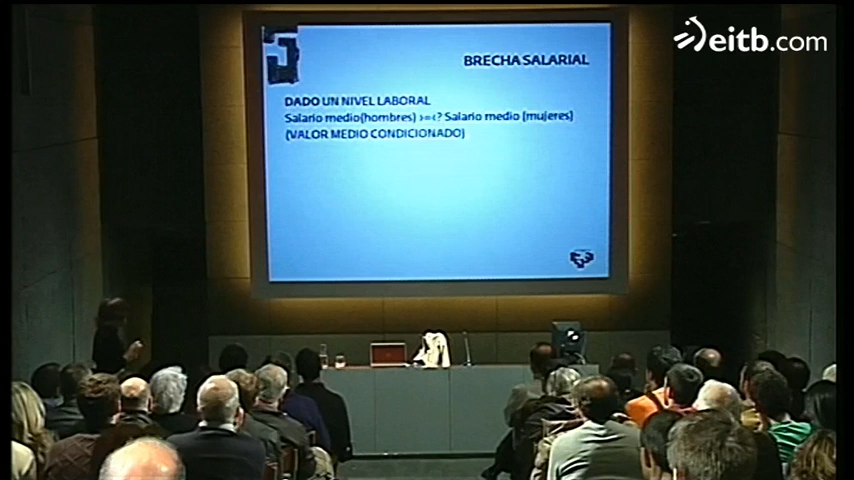 eitb.com
BRECHA SALARIAL
DADO UN NIVEL LABORAL
Salario medio(hombres) >=<? Salario medio (mujeres)
(VALOR MEDIO CONDICIONADO)